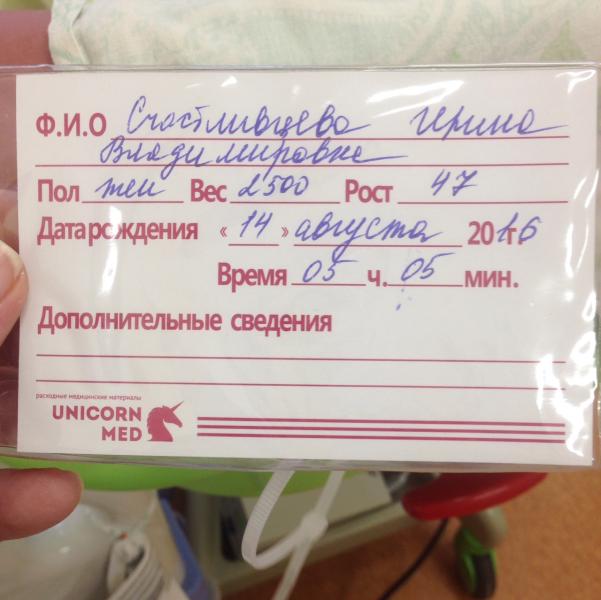 Ф.И.О Счастливцева Ирина
Владимировна
Пол жен Вес 2500 Рост 47
Дата рождения «14» августа 2016 г.
Время 05 ч. 05 мин.
Дополнительные сведения
расходные медицинские материалы
UNICORN
MED